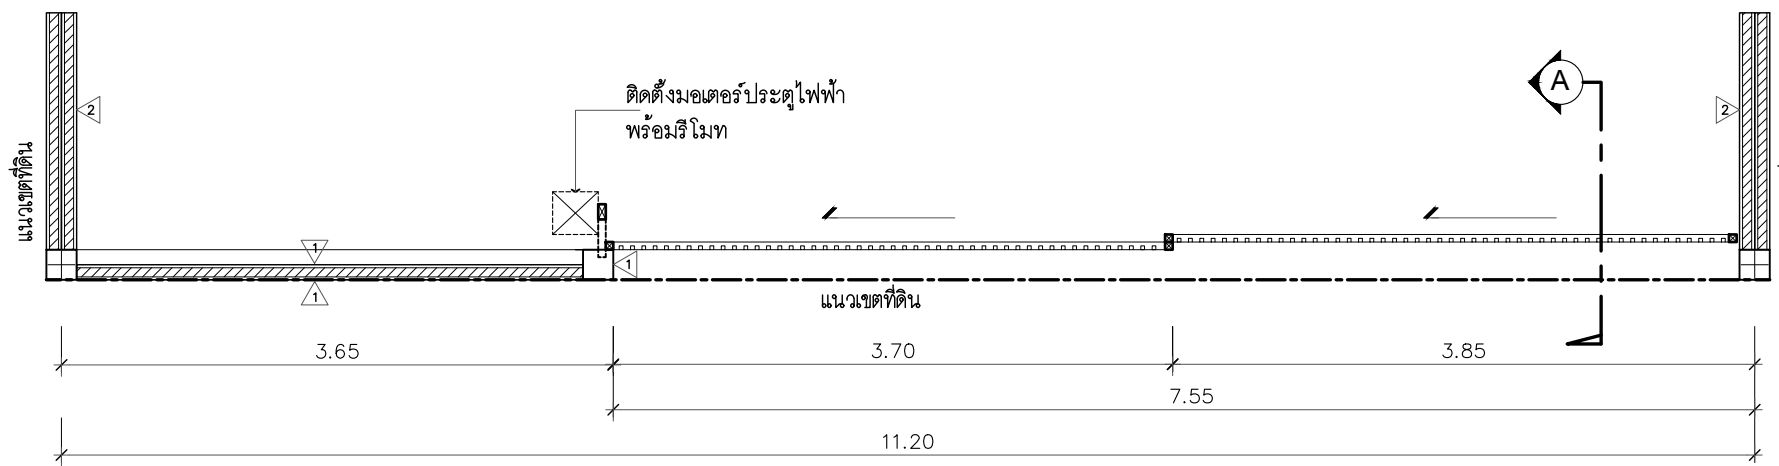 ติดตั้งมอเตอร์ประตูไฟฟ้า
พร้อมรีโมท
A
2
2
แนวเขตที่ดิน
1
1
1
แนวเขตที่ดิน
3.65
3.70
3.85
7.55
11.20